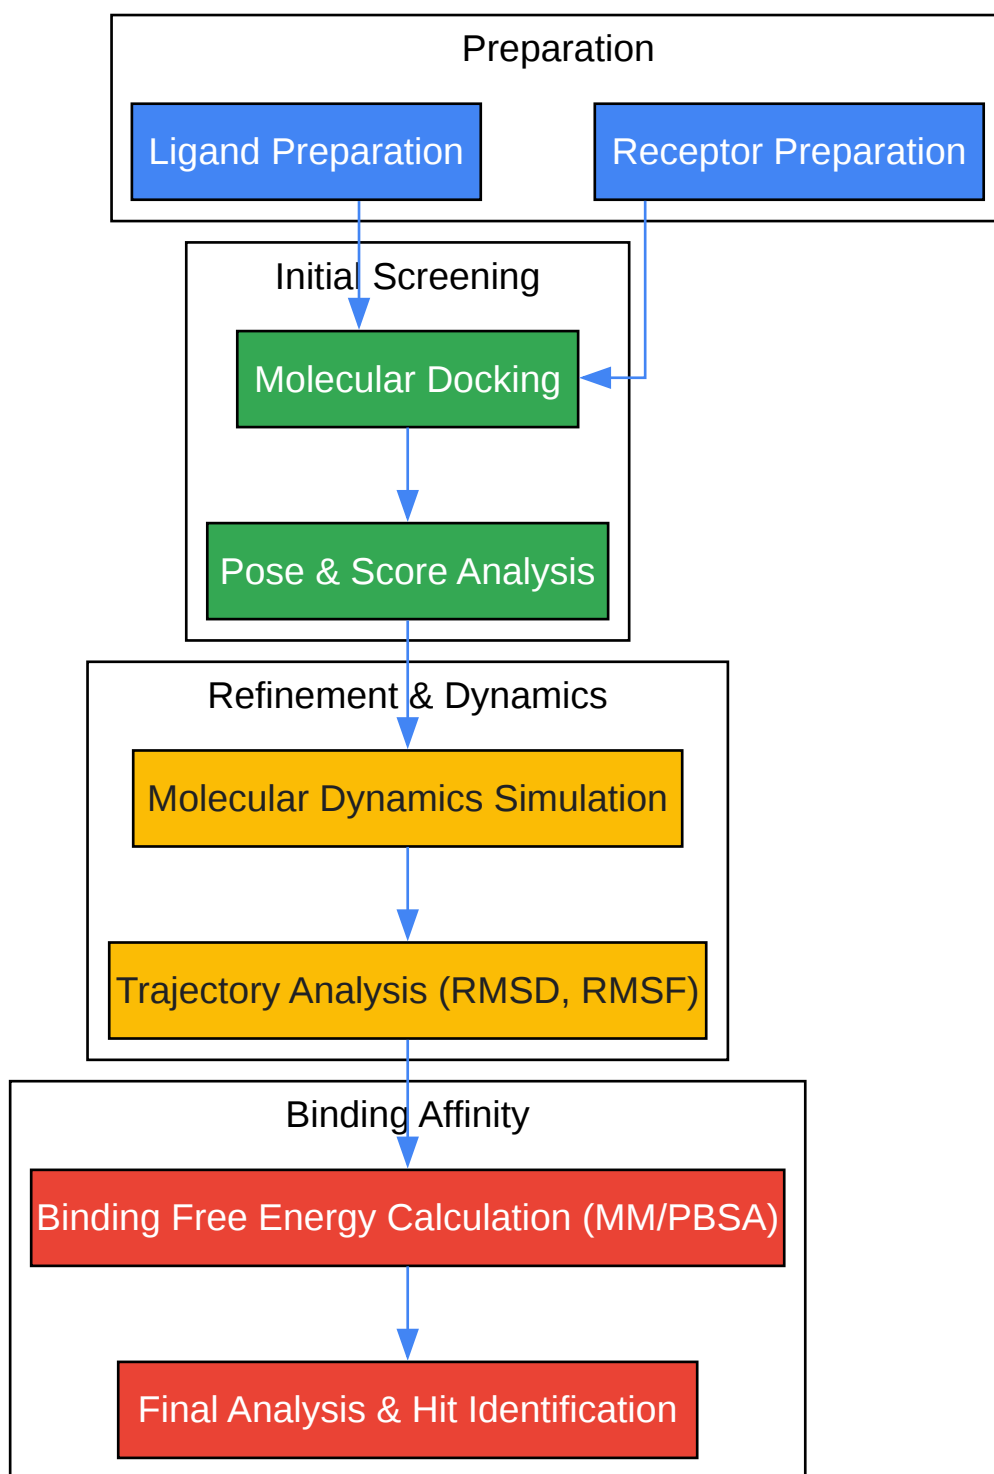 Preparation
Ligand Preparation
Receptor Preparation
Initial Screening
Molecular Docking
Pose & Score Analysis
Refinement & Dynamics
Molecular Dynamics Simulation
Trajectory Analysis (RMSD, RMSF)
Binding Affinity
Binding Free Energy Calculation (MM/PBSA)
Final Analysis & Hit Identification